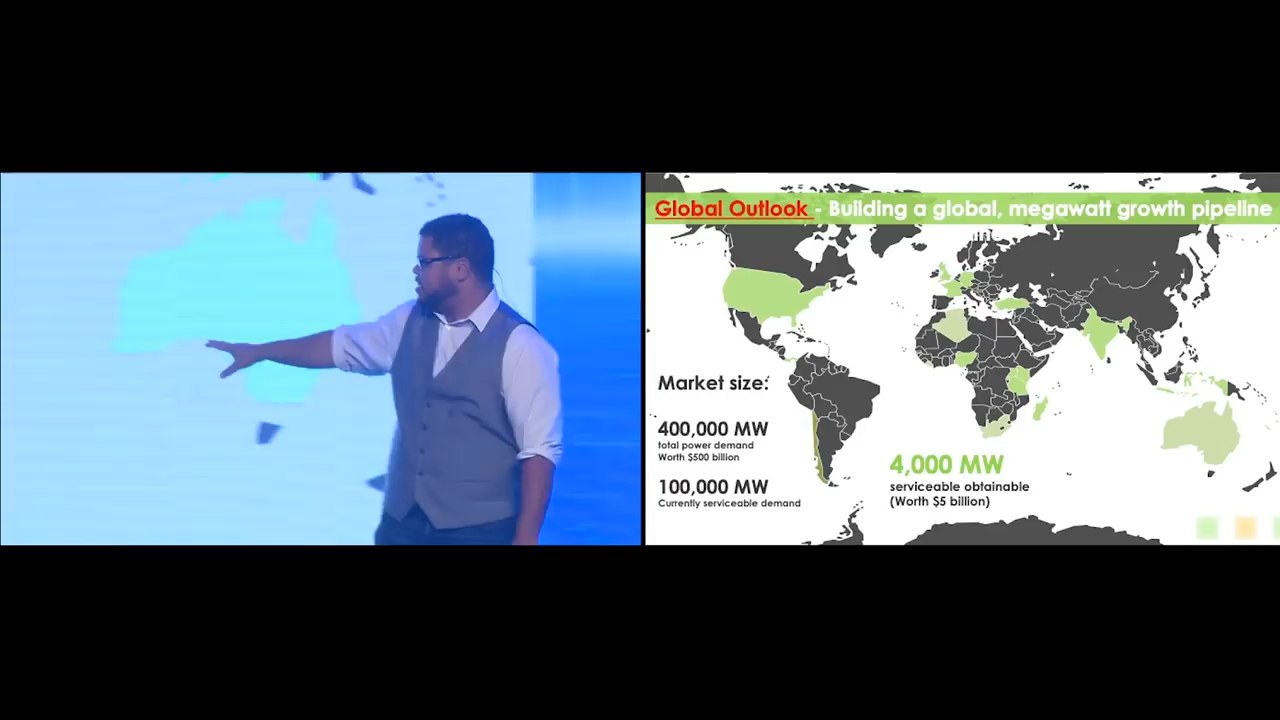 Global Outlook - Building a global, megawatt growth pipeline
Market size:
400,000 MW
total power demand
Worth $500 billion
100,000 MW
Currently serviceable demand
4,000 MW
serviceable obtainable
(Worth $5 billion)